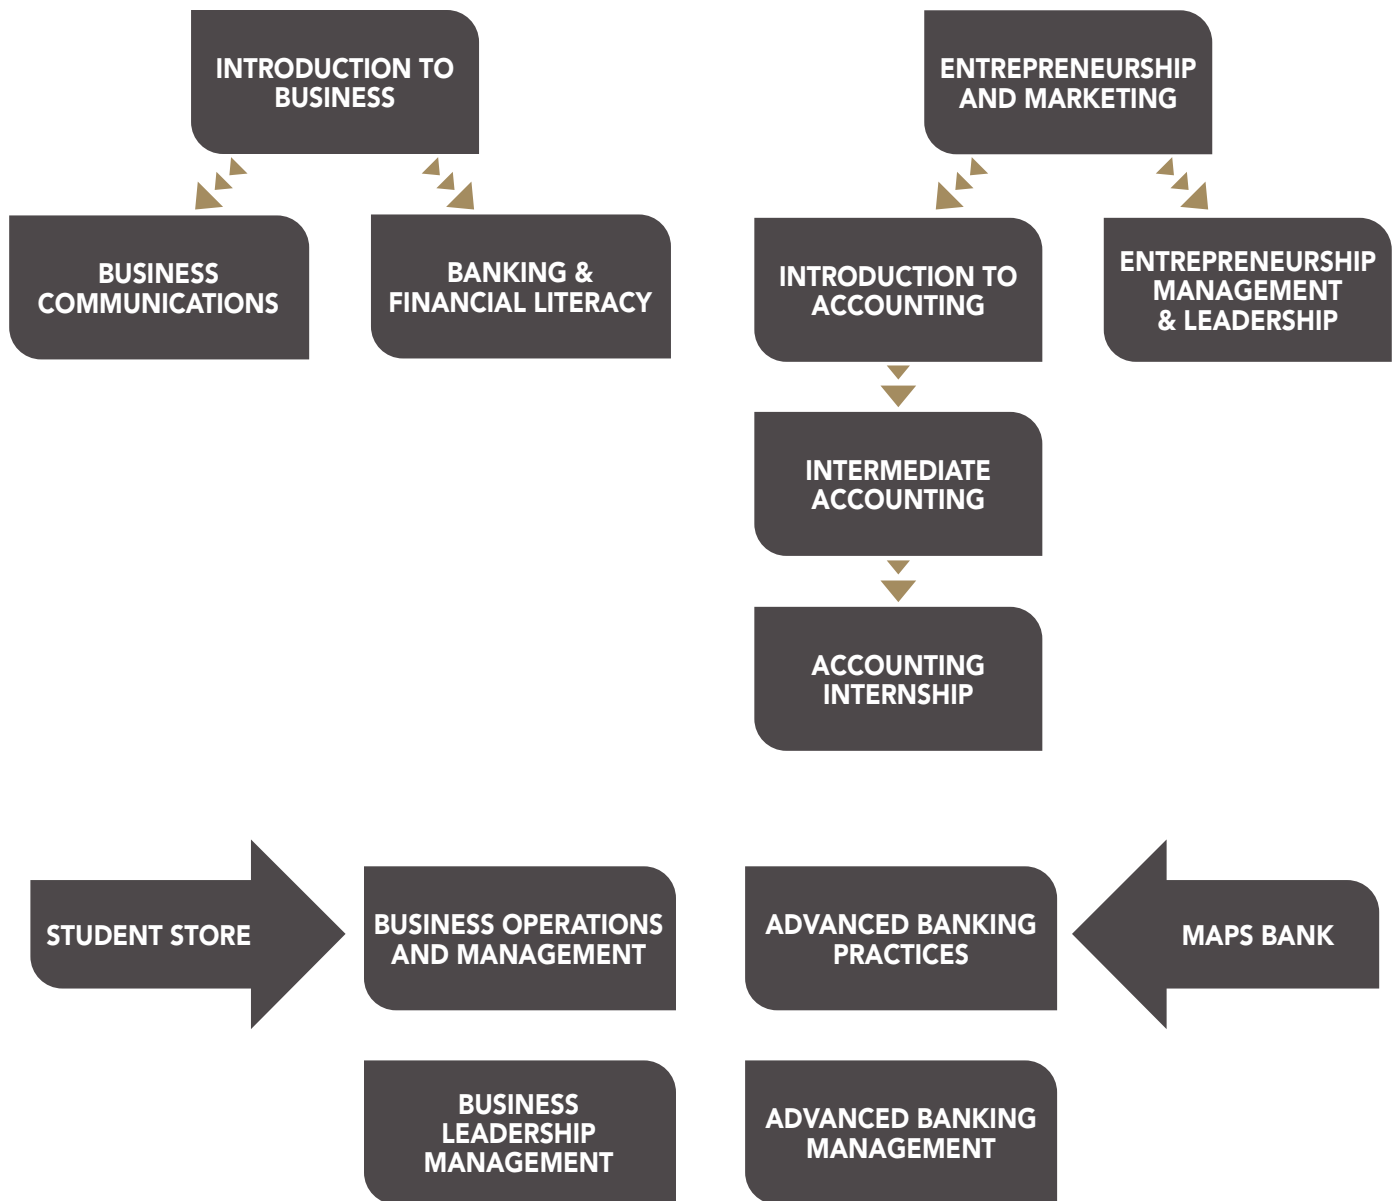 INTRODUCTION TO
BUSINESS
ENTREPRENEURSHIP
AND MARKETING
BUSINESS
COMMUNICATIONS
BANKING &
FINANCIAL LITERACY
INTRODUCTION TO
ACCOUNTING
ENTREPRENEURSHIP
MANAGEMENT
& LEADERSHIP
INTERMEDIATE
ACCOUNTING
ACCOUNTING
INTERNSHIP
STUDENT STORE
BUSINESS OPERATIONS
AND MANAGEMENT
ADVANCED BANKING
PRACTICES
MAPS BANK
BUSINESS
LEADERSHIP
MANAGEMENT
ADVANCED BANKING
MANAGEMENT